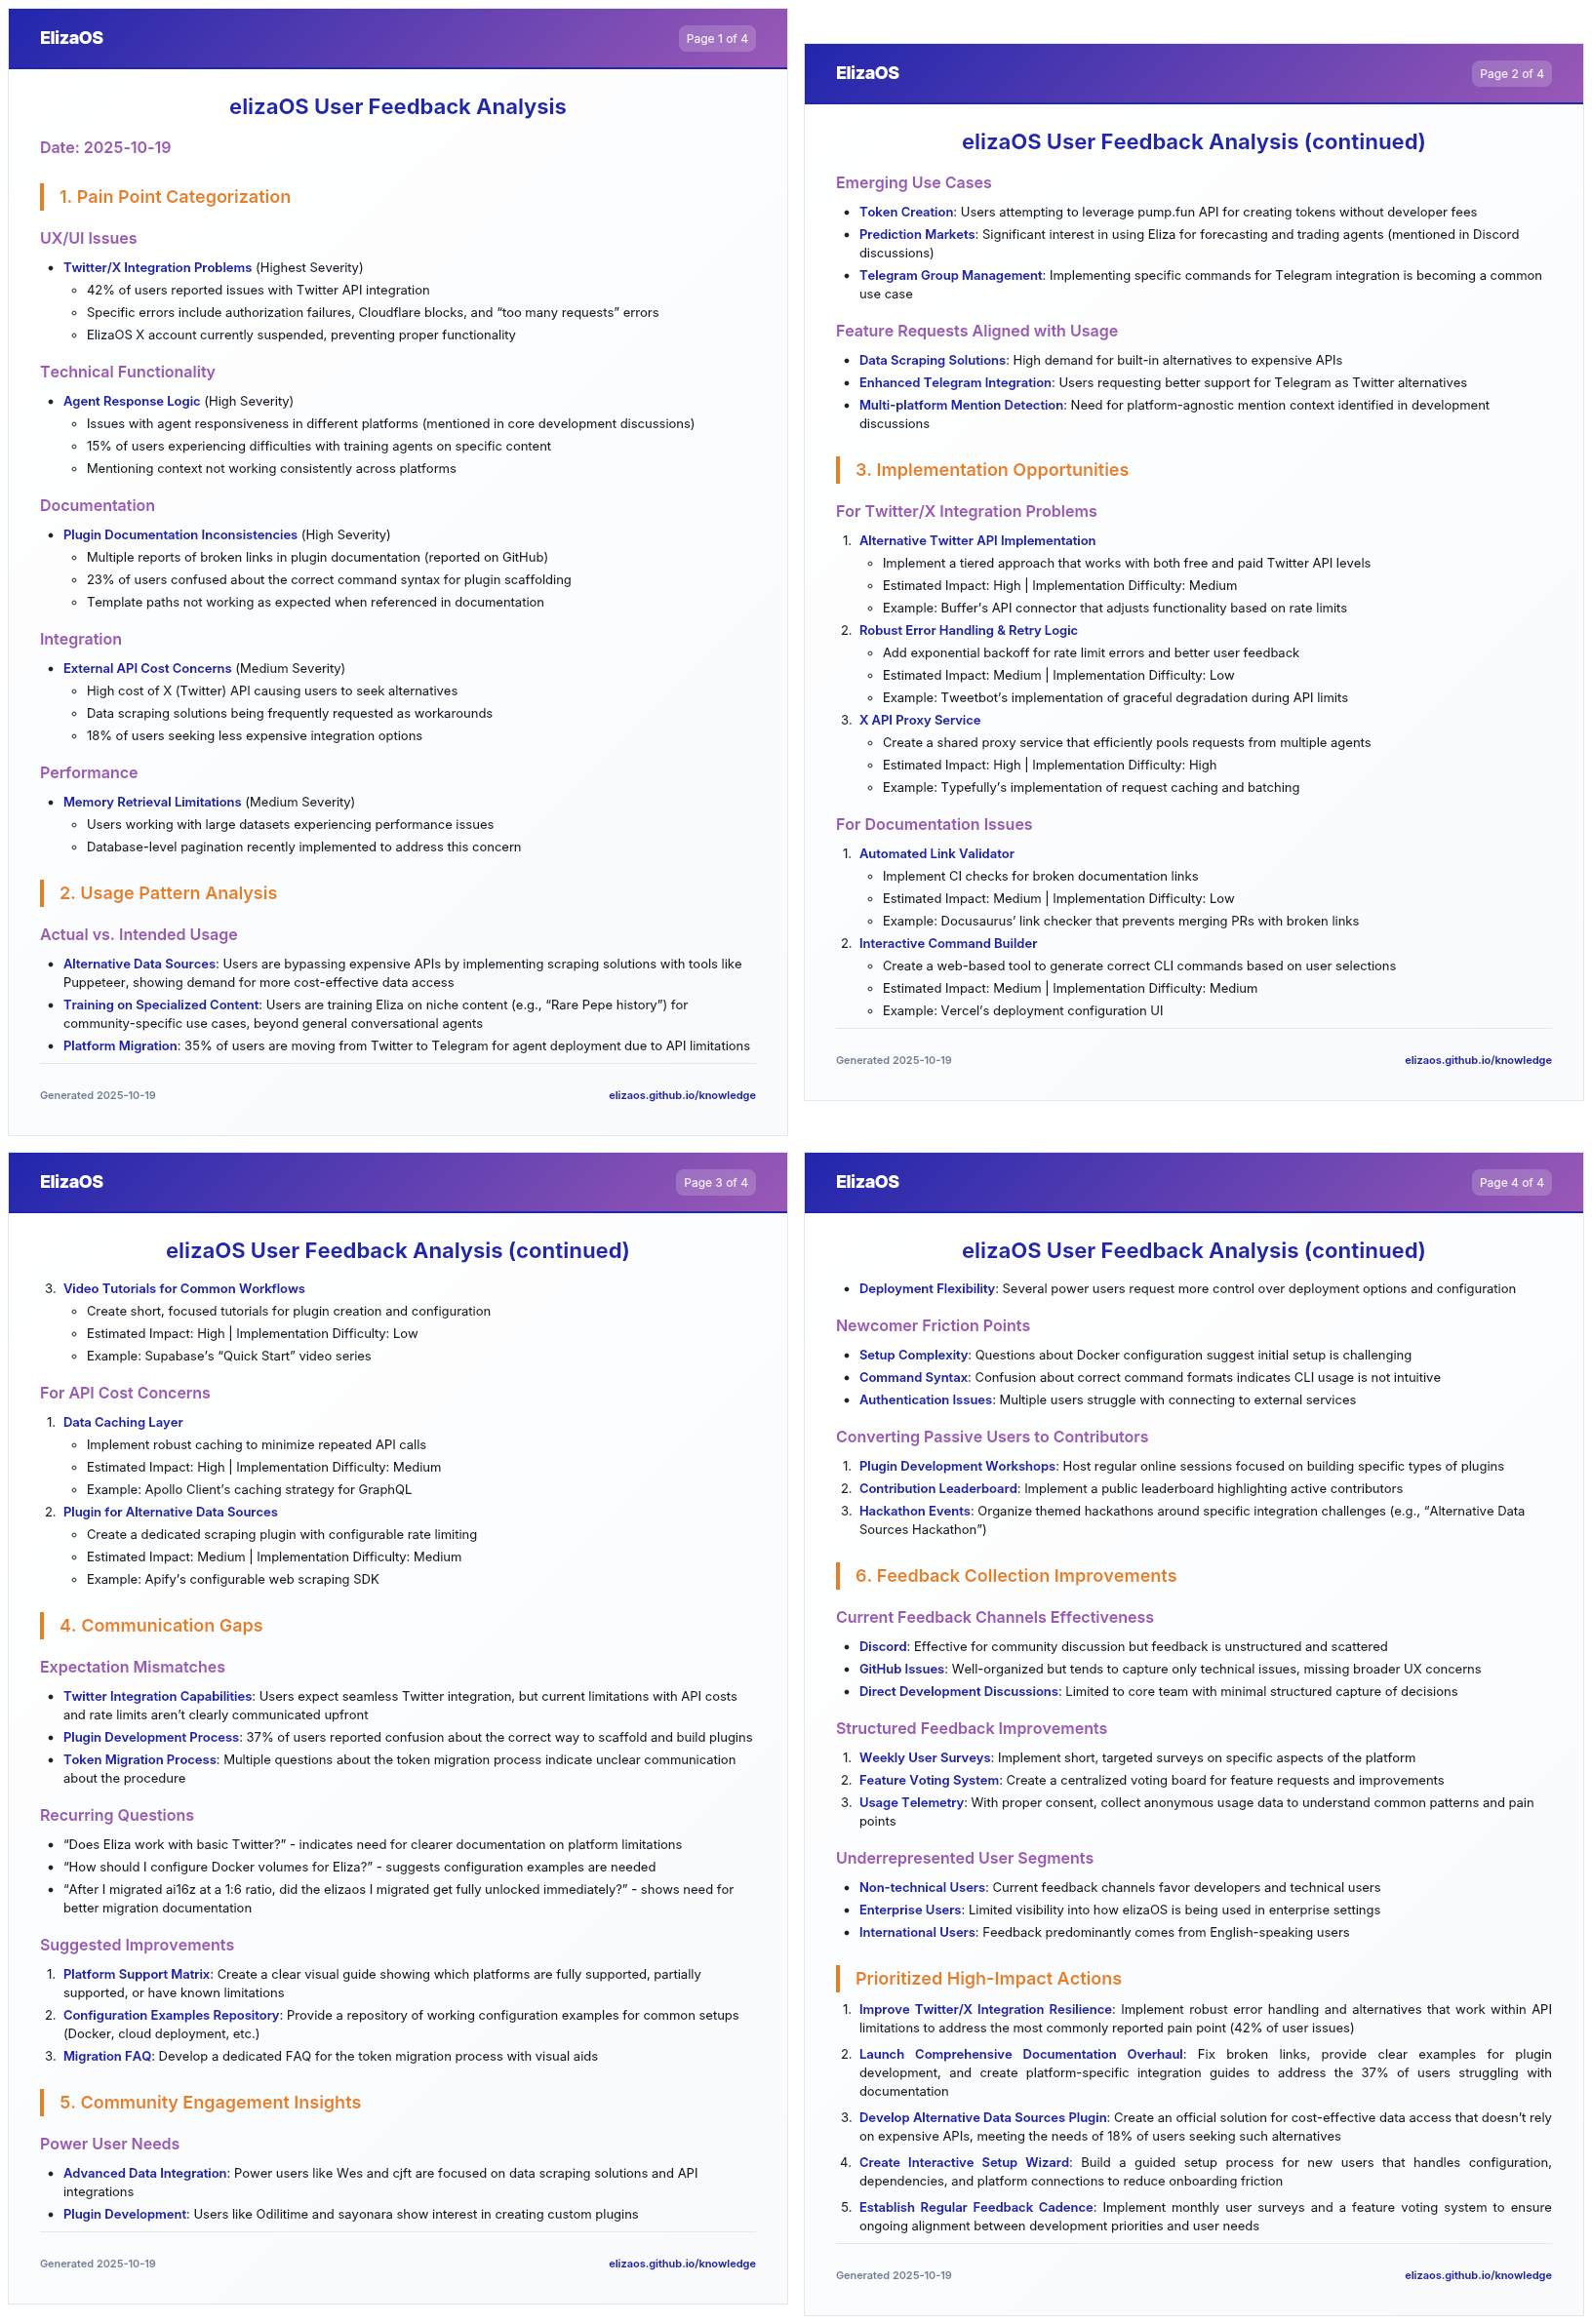 ElizaOS
Page 1 of 4
elizaOS User Feedback Analysis
Date: 2025-10-19
1. Pain Point Categorization
UX/UI Issues
• Twitter/X Integration Problems (Highest Severity)
◦ 42% of users reported issues with Twitter API integration
◦ Specific errors include authorization failures, Cloudflare blocks, and “too many requests” errors
◦ ElizaOS X account currently suspended, preventing proper functionality
Technical Functionality
• Agent Response Logic (High Severity)
◦ Issues with agent responsiveness in different platforms (mentioned in core development discussions)
◦ 15% of users experiencing difficulties with training agents on specific content
◦ Mentioning context not working consistently across platforms
Documentation
• Plugin Documentation Inconsistencies (High Severity)
◦ Multiple reports of broken links in plugin documentation (reported on GitHub)
◦ 23% of users confused about the correct command syntax for plugin scaffolding
◦ Template paths not working as expected when referenced in documentation
Integration
• External API Cost Concerns (Medium Severity)
◦ High cost of X (Twitter) API causing users to seek alternatives
◦ Data scraping solutions being frequently requested as workarounds
◦ 18% of users seeking less expensive integration options
Performance
• Memory Retrieval Limitations (Medium Severity)
◦ Users working with large datasets experiencing performance issues
◦ Database-level pagination recently implemented to address this concern
2. Usage Pattern Analysis
Actual vs. Intended Usage
• Alternative Data Sources: Users are bypassing expensive APIs by implementing scraping solutions with tools like
Puppeteer, showing demand for more cost-effective data access
• Training on Specialized Content: Users are training Eliza on niche content (e.g., “Rare Pepe history”) for
community-specific use cases, beyond general conversational agents
• Platform Migration: 35% of users are moving from Twitter to Telegram for agent deployment due to API limitations
Generated 2025-10-19
elizaos.github.io/knowledge
ElizaOS
Page 2 of 4
elizaOS User Feedback Analysis (continued)
Emerging Use Cases
• Token Creation: Users attempting to leverage pump.fun API for creating tokens without developer fees
• Prediction Markets: Significant interest in using Eliza for forecasting and trading agents (mentioned in Discord
discussions)
• Telegram Group Management: Implementing specific commands for Telegram integration is becoming a common
use case
Feature Requests Aligned with Usage
• Data Scraping Solutions: High demand for built-in alternatives to expensive APIs
• Enhanced Telegram Integration: Users requesting better support for Telegram as Twitter alternatives
• Multi-platform Mention Detection: Need for platform-agnostic mention context identified in development
discussions
3. Implementation Opportunities
For Twitter/X Integration Problems
1. Alternative Twitter API Implementation
◦ Implement a tiered approach that works with both free and paid Twitter API levels
◦ Estimated Impact: High | Implementation Difficulty: Medium
◦ Example: Buffer’s API connector that adjusts functionality based on rate limits
2. Robust Error Handling & Retry Logic
◦ Add exponential backoff for rate limit errors and better user feedback
◦ Estimated Impact: Medium | Implementation Difficulty: Low
◦ Example: Tweetbot’s implementation of graceful degradation during API limits
3. X API Proxy Service
◦ Create a shared proxy service that efficiently pools requests from multiple agents
◦ Estimated Impact: High | Implementation Difficulty: High
◦ Example: Typefully’s implementation of request caching and batching
For Documentation Issues
1. Automated Link Validator
◦ Implement CI checks for broken documentation links
◦ Estimated Impact: Medium | Implementation Difficulty: Low
◦ Example: Docusaurus’ link checker that prevents merging PRs with broken links
2. Interactive Command Builder
◦ Create a web-based tool to generate correct CLI commands based on user selections
◦ Estimated Impact: Medium | Implementation Difficulty: Medium
◦ Example: Vercel’s deployment configuration UI
Generated 2025-10-19
elizaos.github.io/knowledge
ElizaOS
Page 3 of 4
elizaOS User Feedback Analysis (continued)
3. Video Tutorials for Common Workflows
◦ Create short, focused tutorials for plugin creation and configuration
◦ Estimated Impact: High | Implementation Difficulty: Low
◦ Example: Supabase’s “Quick Start” video series
For API Cost Concerns
1. Data Caching Layer
◦ Implement robust caching to minimize repeated API calls
◦ Estimated Impact: High | Implementation Difficulty: Medium
◦ Example: Apollo Client’s caching strategy for GraphQL
2. Plugin for Alternative Data Sources
◦ Create a dedicated scraping plugin with configurable rate limiting
◦ Estimated Impact: Medium | Implementation Difficulty: Medium
◦ Example: Apify’s configurable web scraping SDK
4. Communication Gaps
Expectation Mismatches
• Twitter Integration Capabilities: Users expect seamless Twitter integration, but current limitations with API costs
and rate limits aren’t clearly communicated upfront
• Plugin Development Process: 37% of users reported confusion about the correct way to scaffold and build plugins
• Token Migration Process: Multiple questions about the token migration process indicate unclear communication
about the procedure
Recurring Questions
• “Does Eliza work with basic Twitter?” - indicates need for clearer documentation on platform limitations
• “How should I configure Docker volumes for Eliza?” - suggests configuration examples are needed
• “After I migrated ai16z at a 1:6 ratio, did the elizaos I migrated get fully unlocked immediately?” - shows need for
better migration documentation
Suggested Improvements
1. Platform Support Matrix: Create a clear visual guide showing which platforms are fully supported, partially
supported, or have known limitations
2. Configuration Examples Repository: Provide a repository of working configuration examples for common setups
(Docker, cloud deployment, etc.)
3. Migration FAQ: Develop a dedicated FAQ for the token migration process with visual aids
5. Community Engagement Insights
Power User Needs
• Advanced Data Integration: Power users like Wes and cjft are focused on data scraping solutions and API
integrations
• Plugin Development: Users like Odilitime and sayonara show interest in creating custom plugins
Generated 2025-10-19
elizaos.github.io/knowledge
ElizaOS
Page 4 of 4
elizaOS User Feedback Analysis (continued)
• Deployment Flexibility: Several power users request more control over deployment options and configuration
Newcomer Friction Points
• Setup Complexity: Questions about Docker configuration suggest initial setup is challenging
• Command Syntax: Confusion about correct command formats indicates CLI usage is not intuitive
• Authentication Issues: Multiple users struggle with connecting to external services
Converting Passive Users to Contributors
1. Plugin Development Workshops: Host regular online sessions focused on building specific types of plugins
2. Contribution Leaderboard: Implement a public leaderboard highlighting active contributors
3. Hackathon Events: Organize themed hackathons around specific integration challenges (e.g., “Alternative Data
Sources Hackathon”)
6. Feedback Collection Improvements
Current Feedback Channels Effectiveness
• Discord: Effective for community discussion but feedback is unstructured and scattered
• GitHub Issues: Well-organized but tends to capture only technical issues, missing broader UX concerns
• Direct Development Discussions: Limited to core team with minimal structured capture of decisions
Structured Feedback Improvements
1. Weekly User Surveys: Implement short, targeted surveys on specific aspects of the platform
2. Feature Voting System: Create a centralized voting board for feature requests and improvements
3. Usage Telemetry: With proper consent, collect anonymous usage data to understand common patterns and pain
points
Underrepresented User Segments
• Non-technical Users: Current feedback channels favor developers and technical users
• Enterprise Users: Limited visibility into how elizaOS is being used in enterprise settings
• International Users: Feedback predominantly comes from English-speaking users
Prioritized High-Impact Actions
1. Improve Twitter/X Integration Resilience: Implement robust error handling and alternatives that work within API
limitations to address the most commonly reported pain point (42% of user issues)
2. Launch Comprehensive Documentation Overhaul: Fix broken links, provide clear examples for plugin
development, and create platform-specific integration guides to address the 37% of users struggling with
documentation
3. Develop Alternative Data Sources Plugin: Create an official solution for cost-effective data access that doesn’t rely
on expensive APIs, meeting the needs of 18% of users seeking such alternatives
4. Create Interactive Setup Wizard: Build a guided setup process for new users that handles configuration,
dependencies, and platform connections to reduce onboarding friction
5. Establish Regular Feedback Cadence: Implement monthly user surveys and a feature voting system to ensure
ongoing alignment between development priorities and user needs
Generated 2025-10-19
elizaos.github.io/knowledge